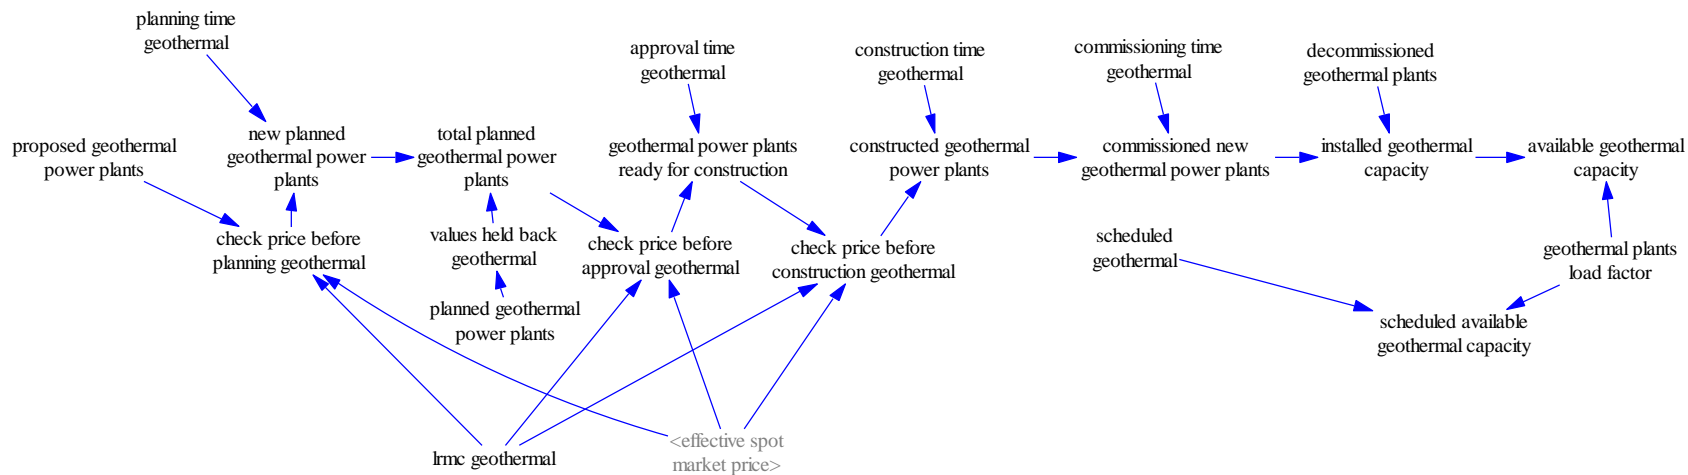 planning time
geothermal
approval time
geothermal
construction time
geothermal
commissioning time
geothermal
decommissioned
geothermal plants
proposed geothermal
power plants
new planned
geothermal power
plants
total planned
geothermal power
plants
geothermal power plants
ready for construction
constructed geothermal
power plants
commissioned new
geothermal power plants
installed geothermal
capacity
available geothermal
capacity
check price before
planning geothermal
values held back
geothermal
check price before
approval geothermal
check price before
construction geothermal
scheduled
geothermal
geothermal plants
load factor
planned geothermal
power plants
scheduled available
geothermal capacity
lrmc geothermal
<effective spot
market price>